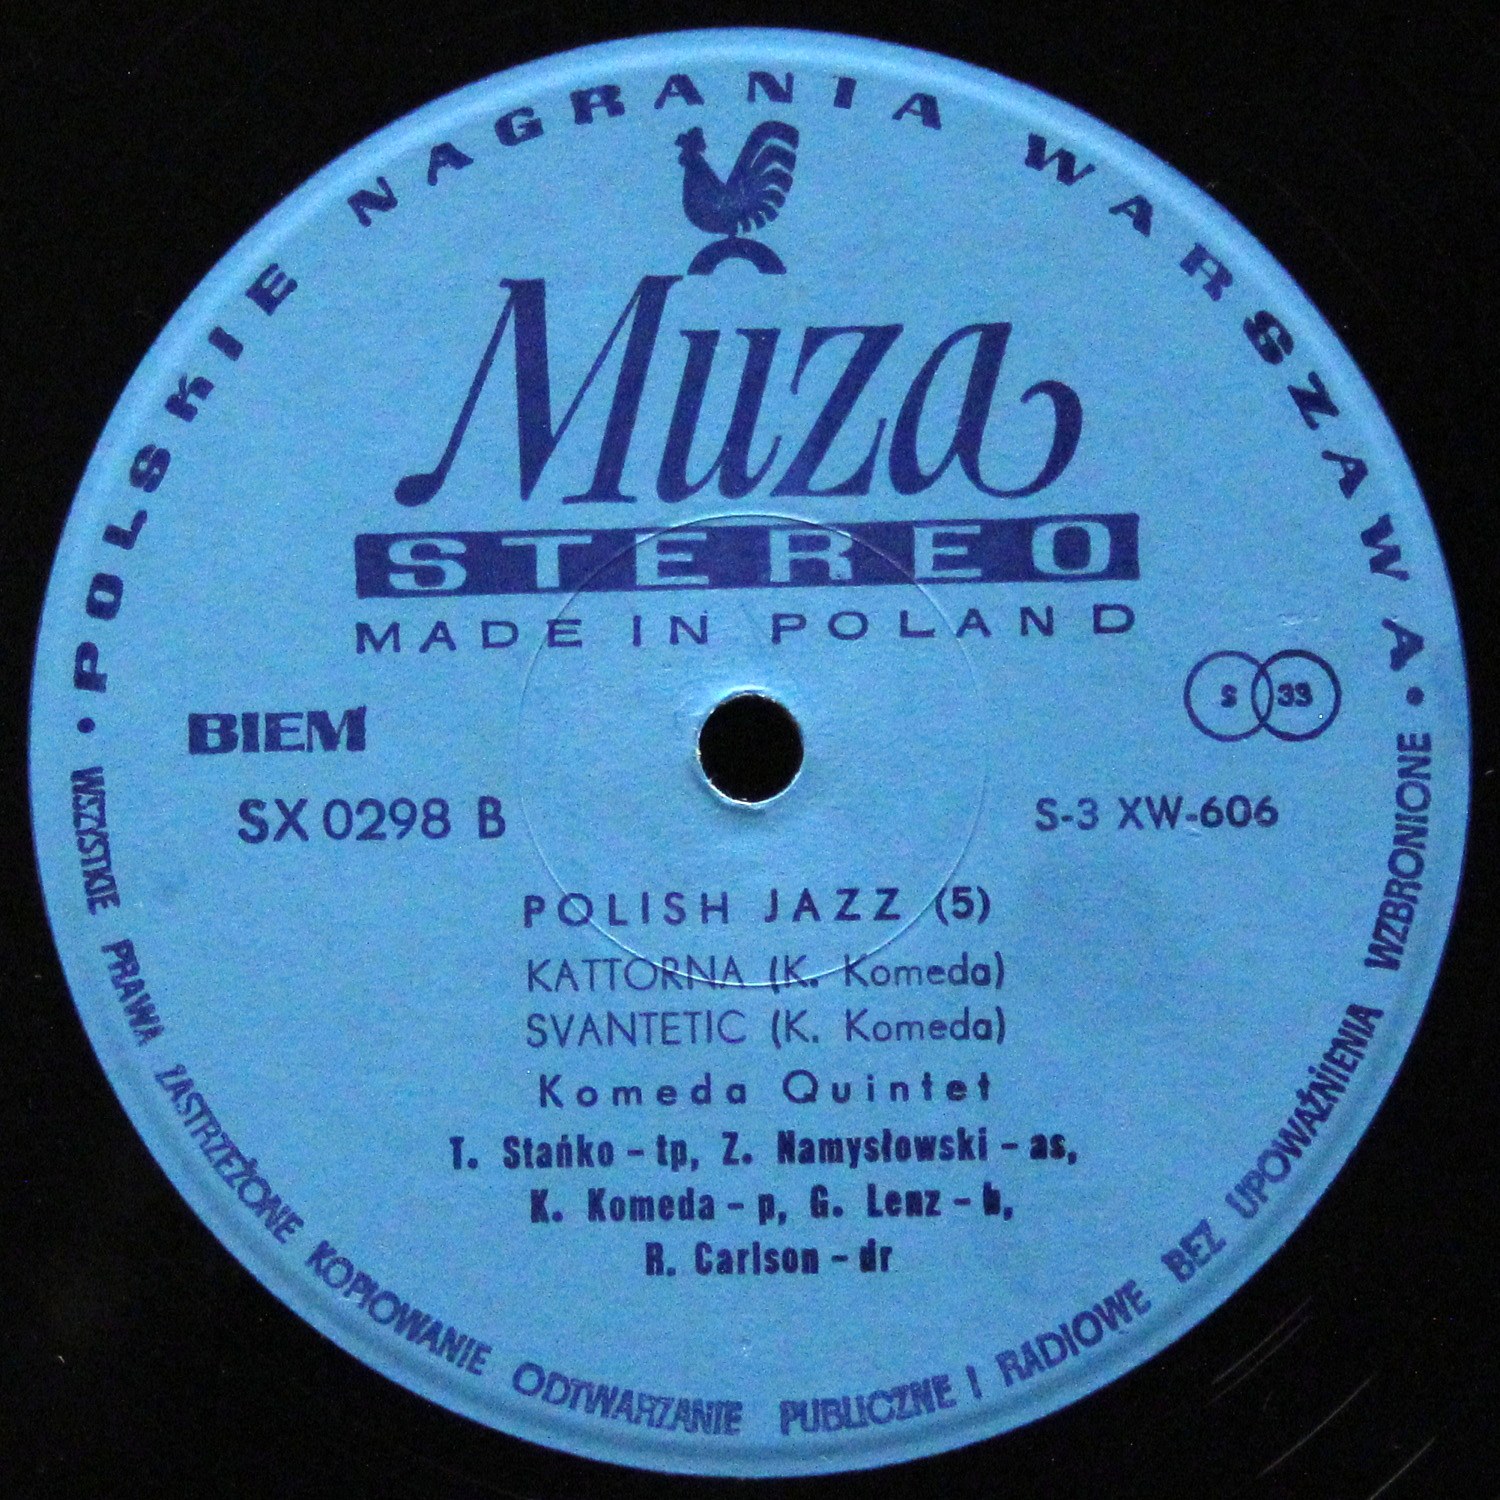 POLSKIE NAGRANIA WARSZAWA
Muza
STEREO
MADE IN POLAND
BIEM
S 33
SX 0298 B
S-3 XW-606
POLISH JAZZ (5)
KATTORNA (K. Komeda)
SVANTETIC (K. Komeda)
Komeda Quintet
T. Stańko – tp, Z. Namysłowski – as,
K. Komeda – p, G. Lenz – b,
R. Carlson – dr
WSZYSTKIE PRAWA ZASTRZEŻONE KOPIOWANIE ODTWARZANIE PUBLICZNE I RADIOWE BEZ UPOWAŻNIENIA WZBRONIONE